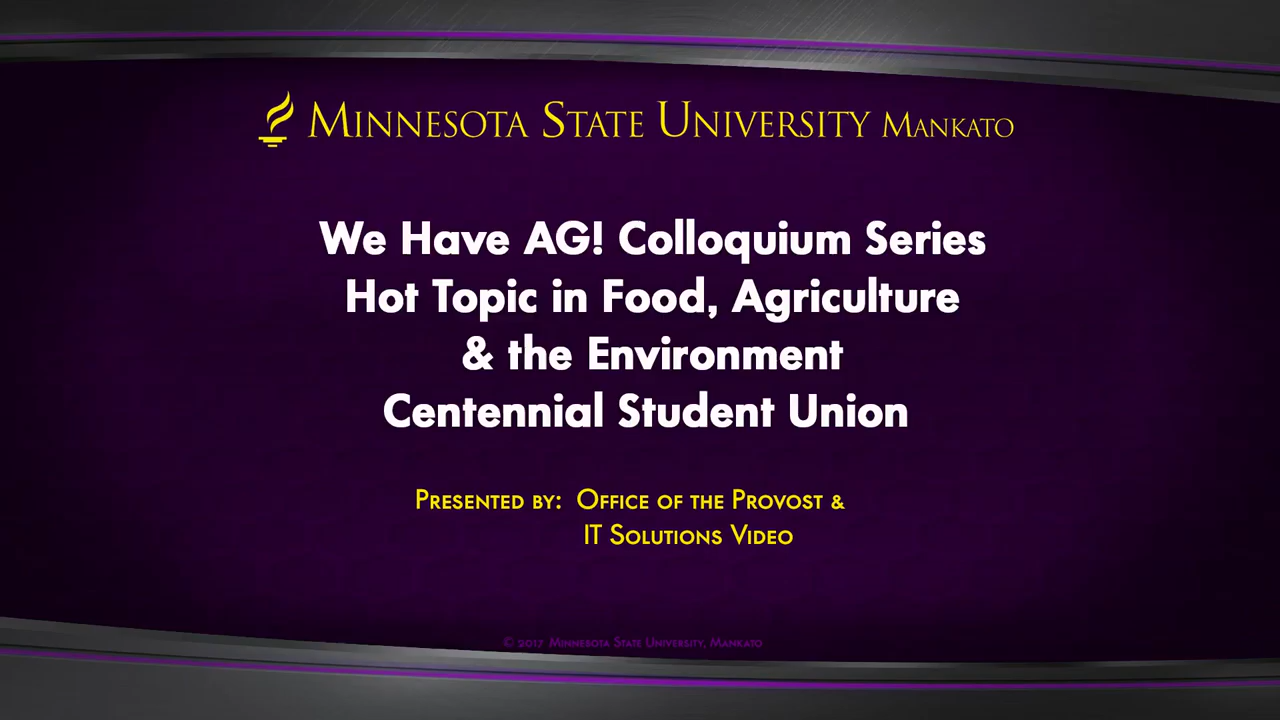 Minnesota State University Mankato
We Have AG! Colloquium Series
Hot Topic in Food, Agriculture
& the Environment
Centennial Student Union
Presented by: Office of the Provost &
IT Solutions Video
© 2017 Minnesota State University, Mankato